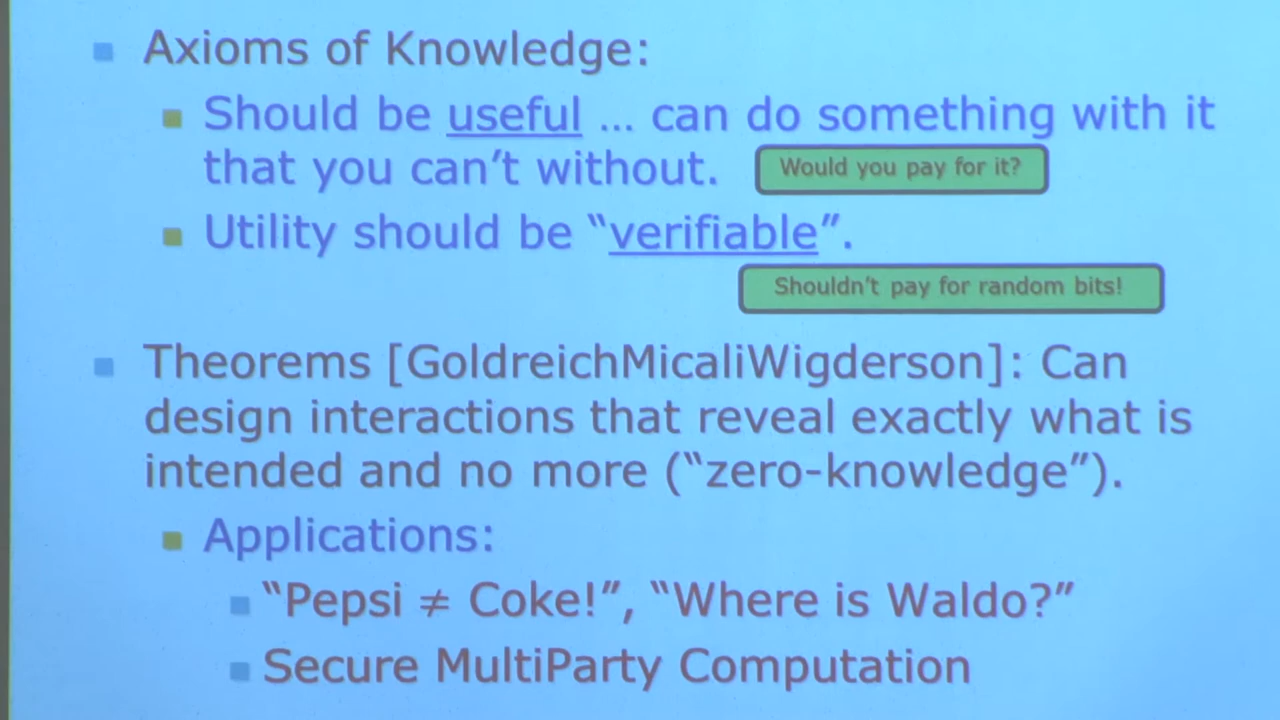 Axioms of Knowledge:
Should be useful ... can do something with it
that you can’t without.
Would you pay for it?
Utility should be “verifiable”.
Shouldn’t pay for random bits!
Theorems [GoldreichMicaliWigderson]: Can
design interactions that reveal exactly what is
intended and no more (“zero-knowledge”).
Applications:
“Pepsi ≠ Coke!”, “Where is Waldo?”
Secure MultiParty Computation